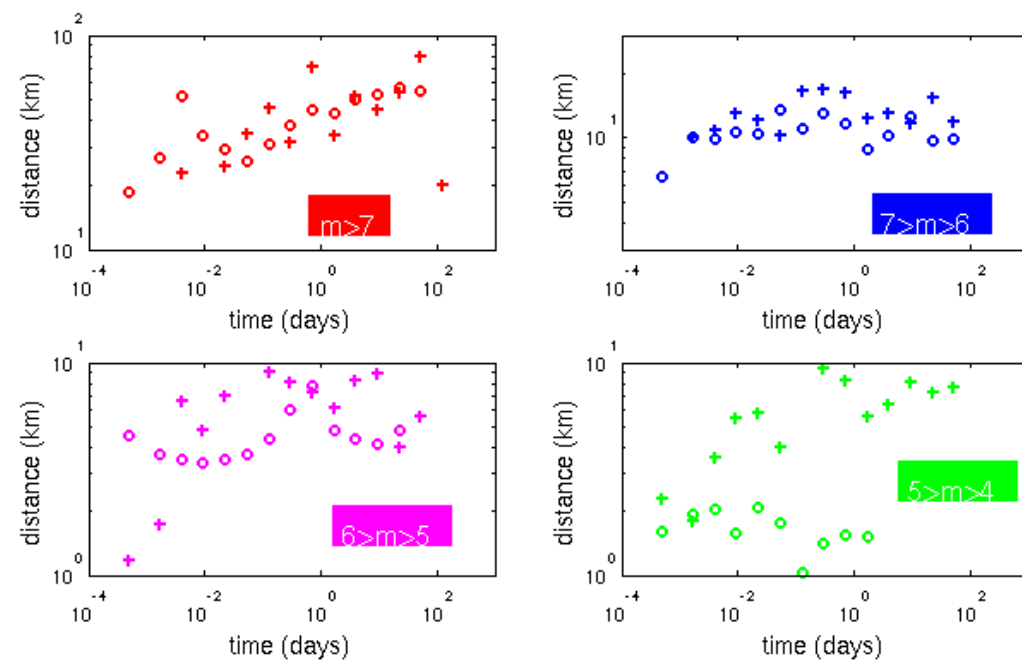 10^2
distance (km)
m>7
10^1
10^-4 10^-2 10^0 10^2
time (days)
distance (km)
10^1
7>m>6
10^-4 10^-2 10^0 10^2
time (days)
10^1
distance (km)
6>m>5
10^0
10^-4 10^-2 10^0 10^2
time (days)
10^1
distance (km)
5>m>4
10^0
10^-4 10^-2 10^0 10^2
time (days)